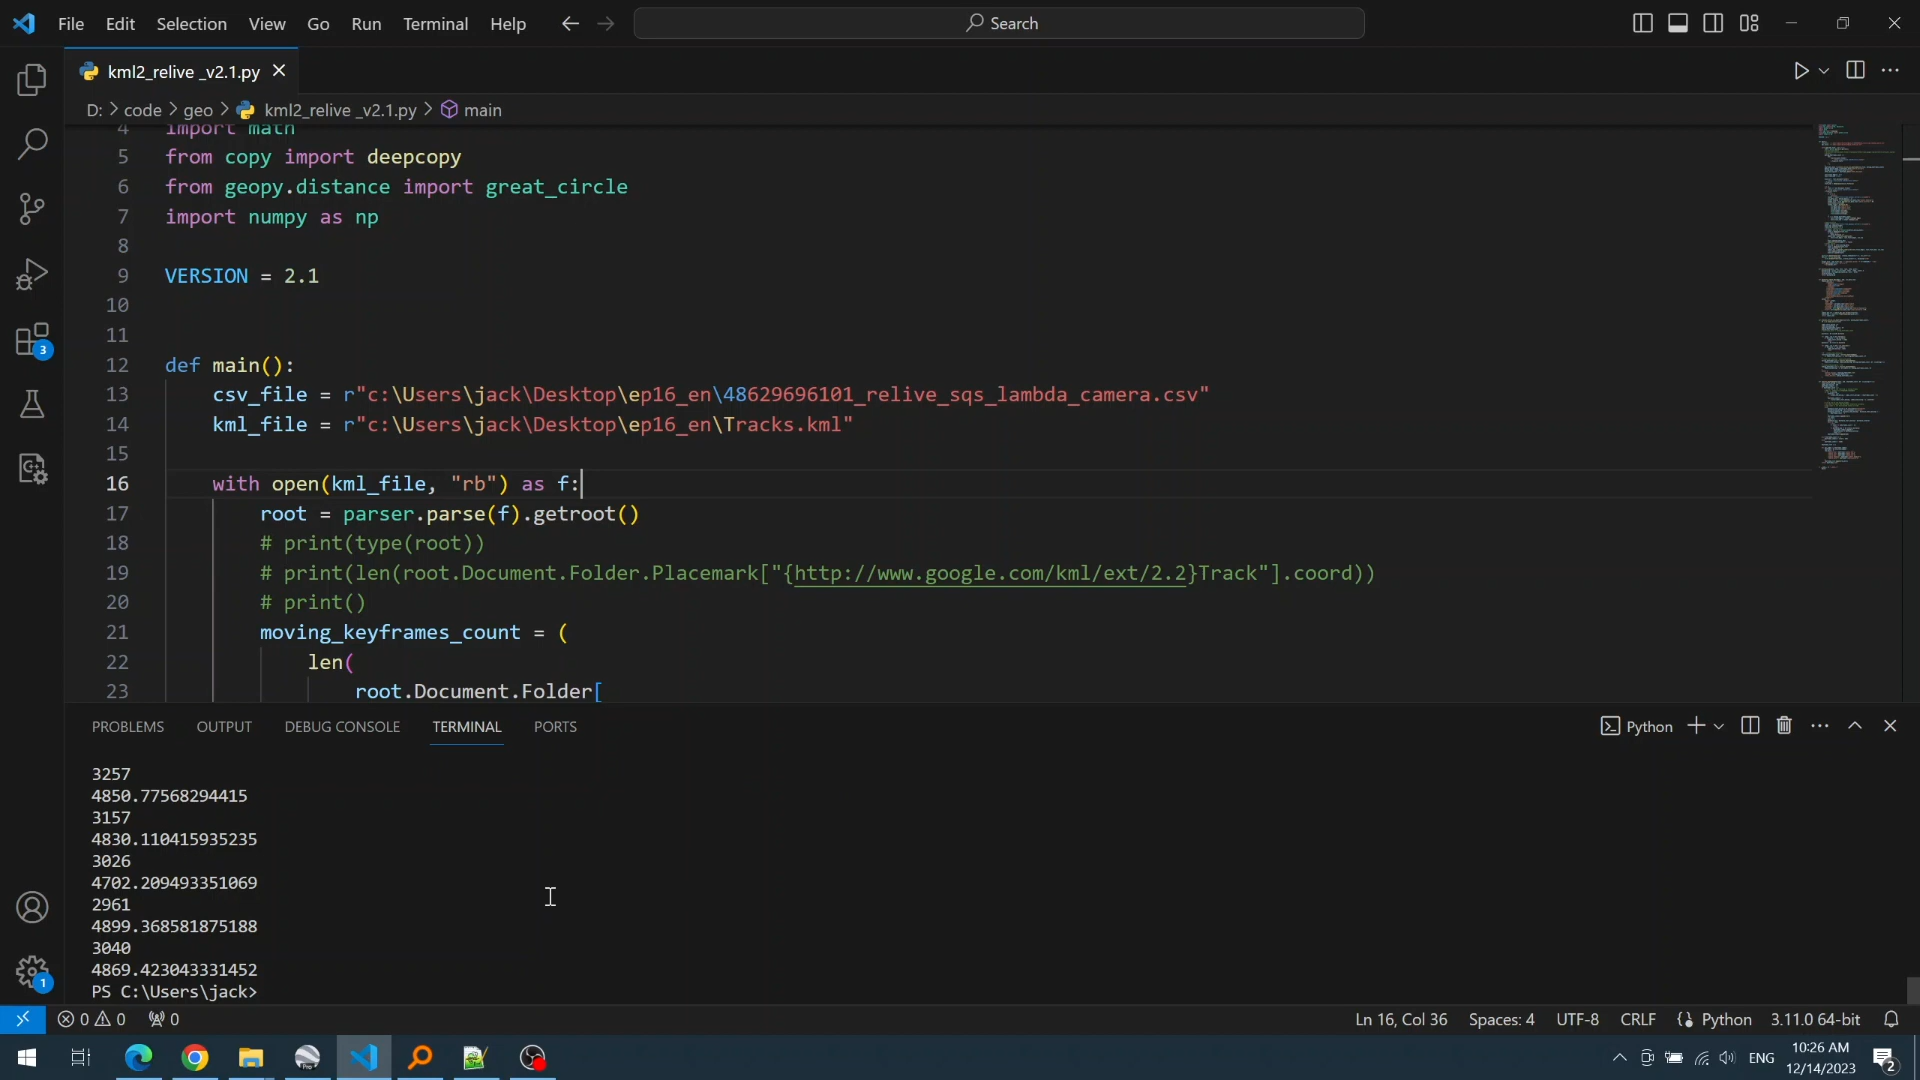 File Edit Selection View Go Run Terminal Help
Search
kml2_relive _v2.1.py
D: > code > geo > kml2_relive _v2.1.py > main
4 import math
5 from copy import deepcopy
6 from geopy.distance import great_circle
7 import numpy as np
8
9 VERSION = 2.1
10
11
12 def main():
13 csv_file = r"c:\Users\jack\Desktop\ep16_en\48629696101_relive_sqs_lambda_camera.csv"
14 kml_file = r"c:\Users\jack\Desktop\ep16_en\Tracks.kml"
15
16 with open(kml_file, "rb") as f:
17 root = parser.parse(f).getroot()
18 # print(type(root))
19 # print(len(root.Document.Folder.Placemark["{http://www.google.com/kml/ext/2.2}Track"].coord))
20 # print()
21 moving_keyframes_count = (
22 len(
23 root.Document.Folder[
3
1
PROBLEMS OUTPUT DEBUG CONSOLE TERMINAL PORTS
Python
3257
4850.77568294415
3157
4830.110415935235
3026
4702.209493351069
2961
4899.368581875188
3040
4869.423043331452
PS C:\Users\jack>
0 0 0
Ln 16, Col 36 Spaces: 4 UTF-8 CRLF Python 3.11.0 64-bit
Pro
ENG
10:26 AM
12/14/2023
2